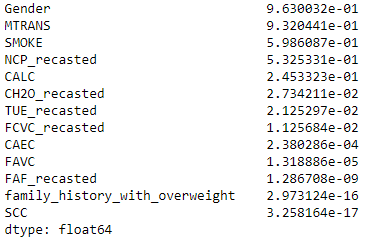 Gender 9.630032e-01
MTRANS 9.320441e-01
SMOKE 5.986087e-01
NCP_recasted 5.325331e-01
CALC 2.453323e-01
CH2O_recasted 2.734211e-02
TUE_recasted 2.125297e-02
FCVC_recasted 1.125684e-02
CAEC 2.380286e-04
FAVC 1.318886e-05
FAF_recasted 1.286708e-09
family_history_with_overweight 2.973124e-16
SCC 3.258164e-17
dtype: float64